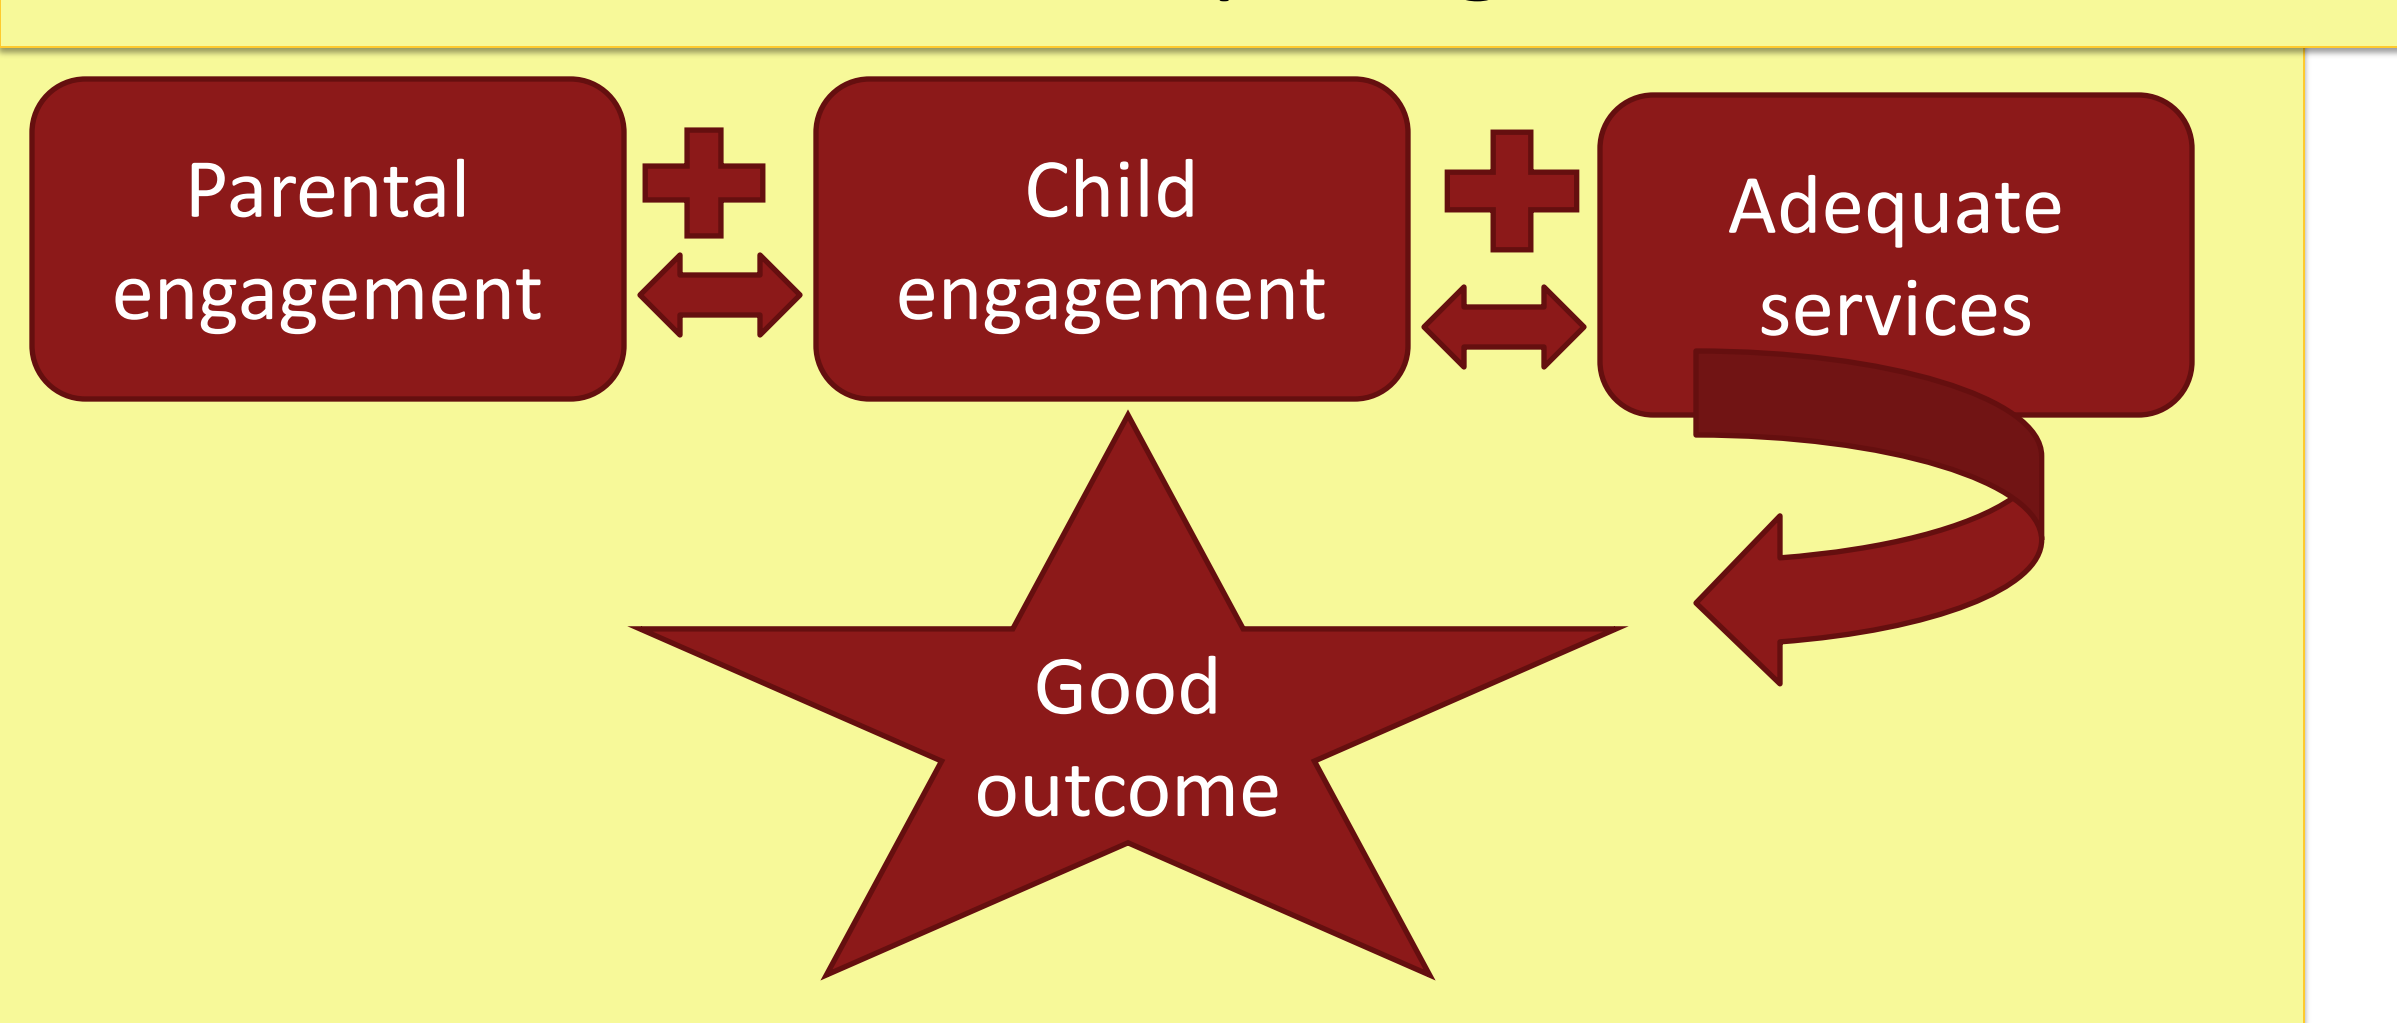 Parental
engagement
Child
engagement
Adequate
services
Good
outcome